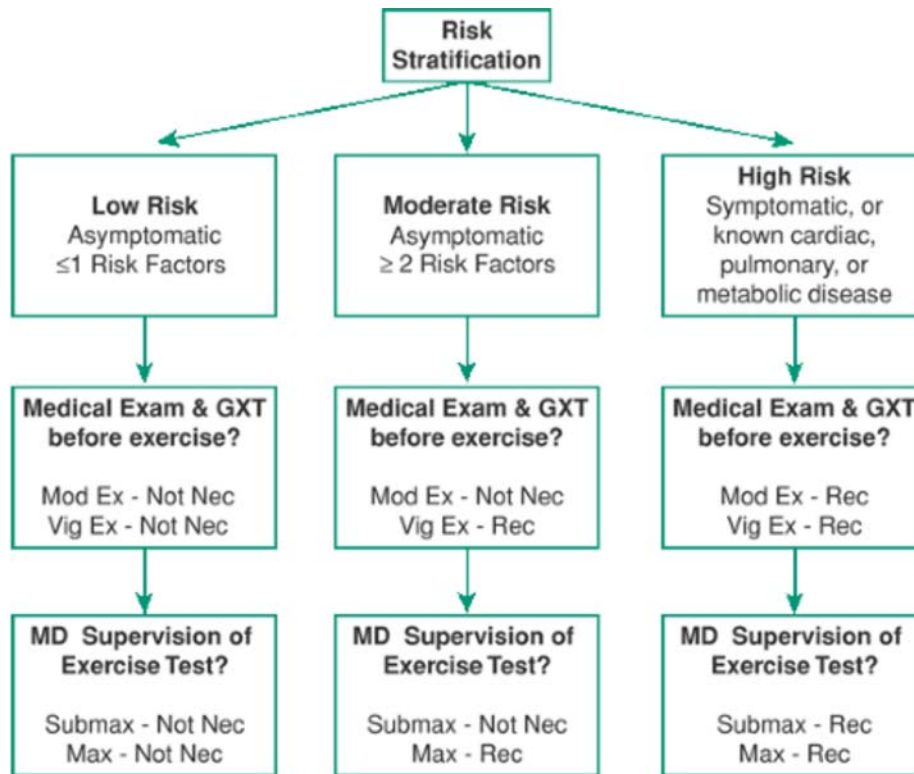 Risk
Stratification
Low Risk
Asymptomatic
≤1 Risk Factors
Moderate Risk
Asymptomatic
≥ 2 Risk Factors
High Risk
Symptomatic, or
known cardiac,
pulmonary, or
metabolic disease
Medical Exam & GXT
before exercise?
Mod Ex - Not Nec
Vig Ex - Not Nec
Medical Exam & GXT
before exercise?
Mod Ex - Not Nec
Vig Ex - Rec
Medical Exam & GXT
before exercise?
Mod Ex - Rec
Vig Ex - Rec
MD Supervision of
Exercise Test?
Submax - Not Nec
Max - Not Nec
MD Supervision of
Exercise Test?
Submax - Not Nec
Max - Rec
MD Supervision of
Exercise Test?
Submax - Rec
Max - Rec